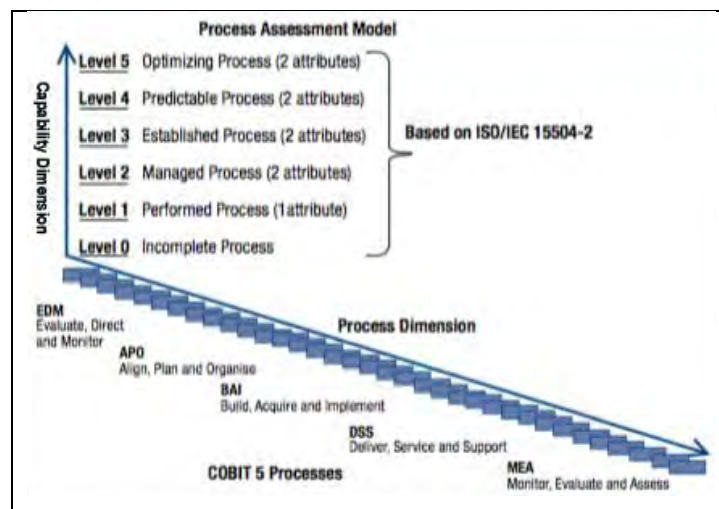 Process Assessment Model
Level 5 Optimizing Process (2 attributes)
Level 4 Predictable Process (2 attributes)
Level 3 Established Process (2 attributes)
Level 2 Managed Process (2 attributes)
Level 1 Performed Process (1 attribute)
Level 0 Incomplete Process
Capability Dimension
Based on ISO/IEC 15504-2
Process Dimension
EDM
Evaluate, Direct
and Monitor
APO
Align, Plan and Organise
BAI
Build, Acquire and Implement
DSS
Deliver, Service and Support
MEA
Monitor, Evaluate and Assess
COBIT 5 Processes